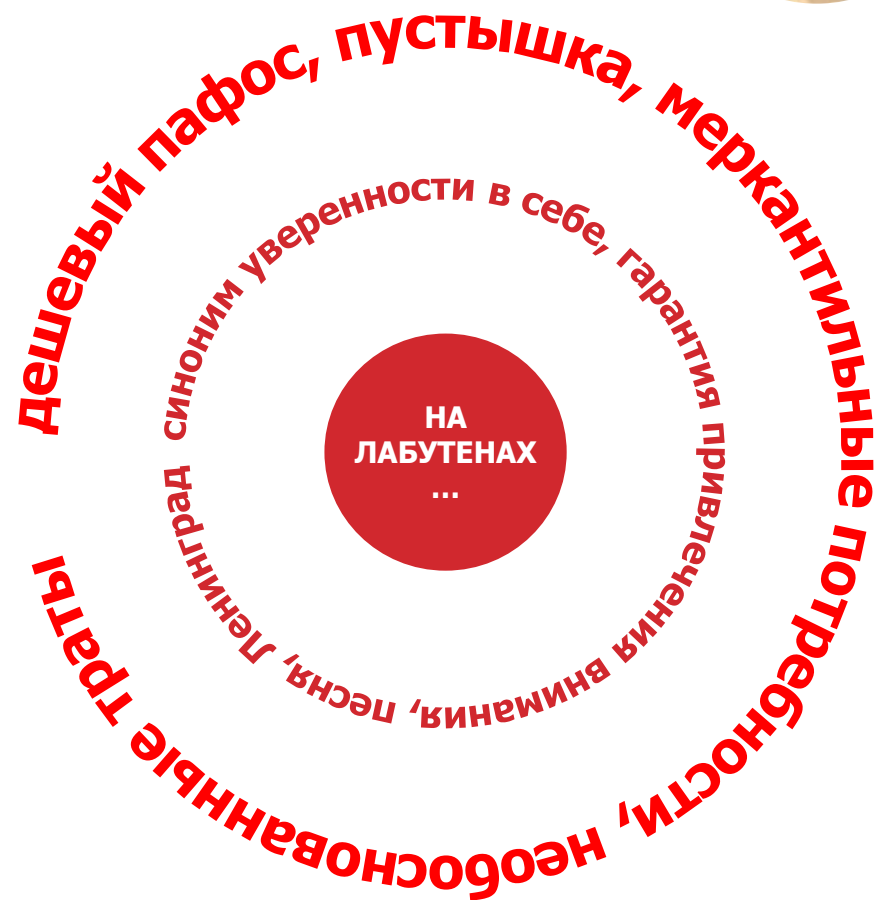 дешевый пафос, пустышка, меркантильные потребности, необоснованные траты
синоним уверенности в себе, гарантия привлечения внимания, песня, Ленинград
НА
ЛАБУТЕНАХ
...